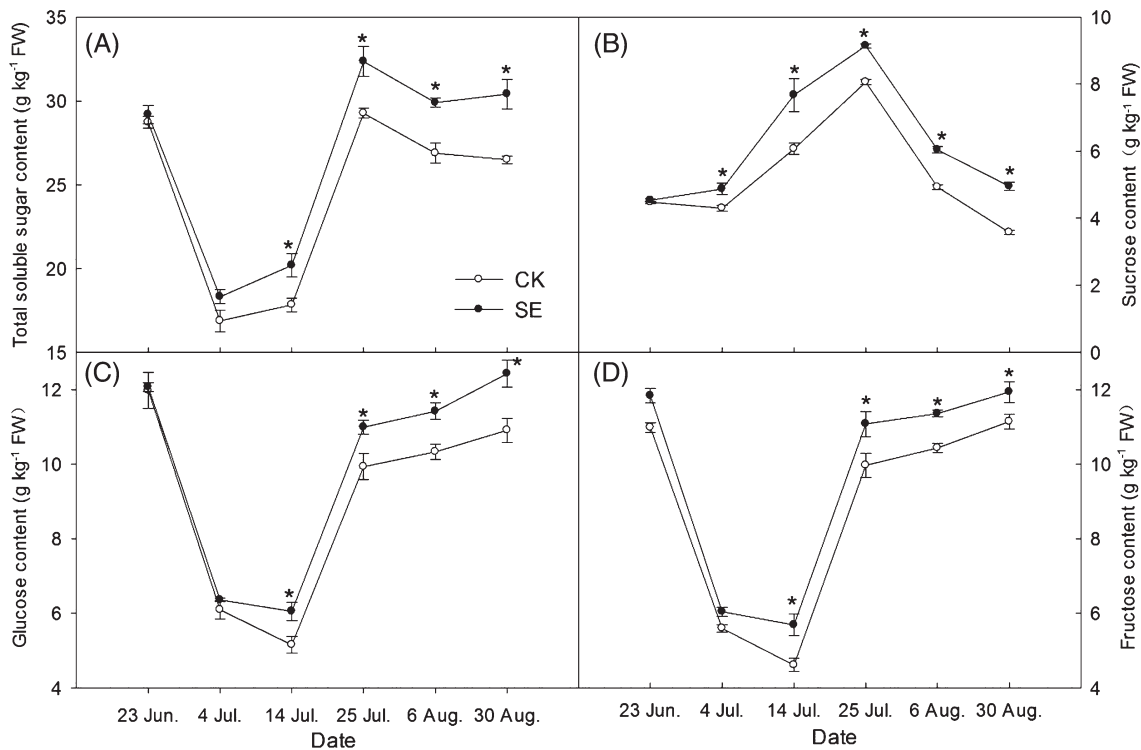 (A)
Total soluble sugar content (g kg⁻¹ FW)
35
30
25
20
15
*
*
*
*
CK
SE
(B)
Sucrose content (g kg⁻¹ FW)
10
8
6
4
2
0
*
*
*
*
*
(C)
Glucose content (g kg⁻¹ FW)
12
10
8
6
4
*
*
*
*
23 Jun. 4 Jul. 14 Jul. 25 Jul. 6 Aug. 30 Aug.
Date
(D)
Fructose content (g kg⁻¹ FW)
12
10
8
6
4
*
*
*
*
23 Jun. 4 Jul. 14 Jul. 25 Jul. 6 Aug. 30 Aug.
Date